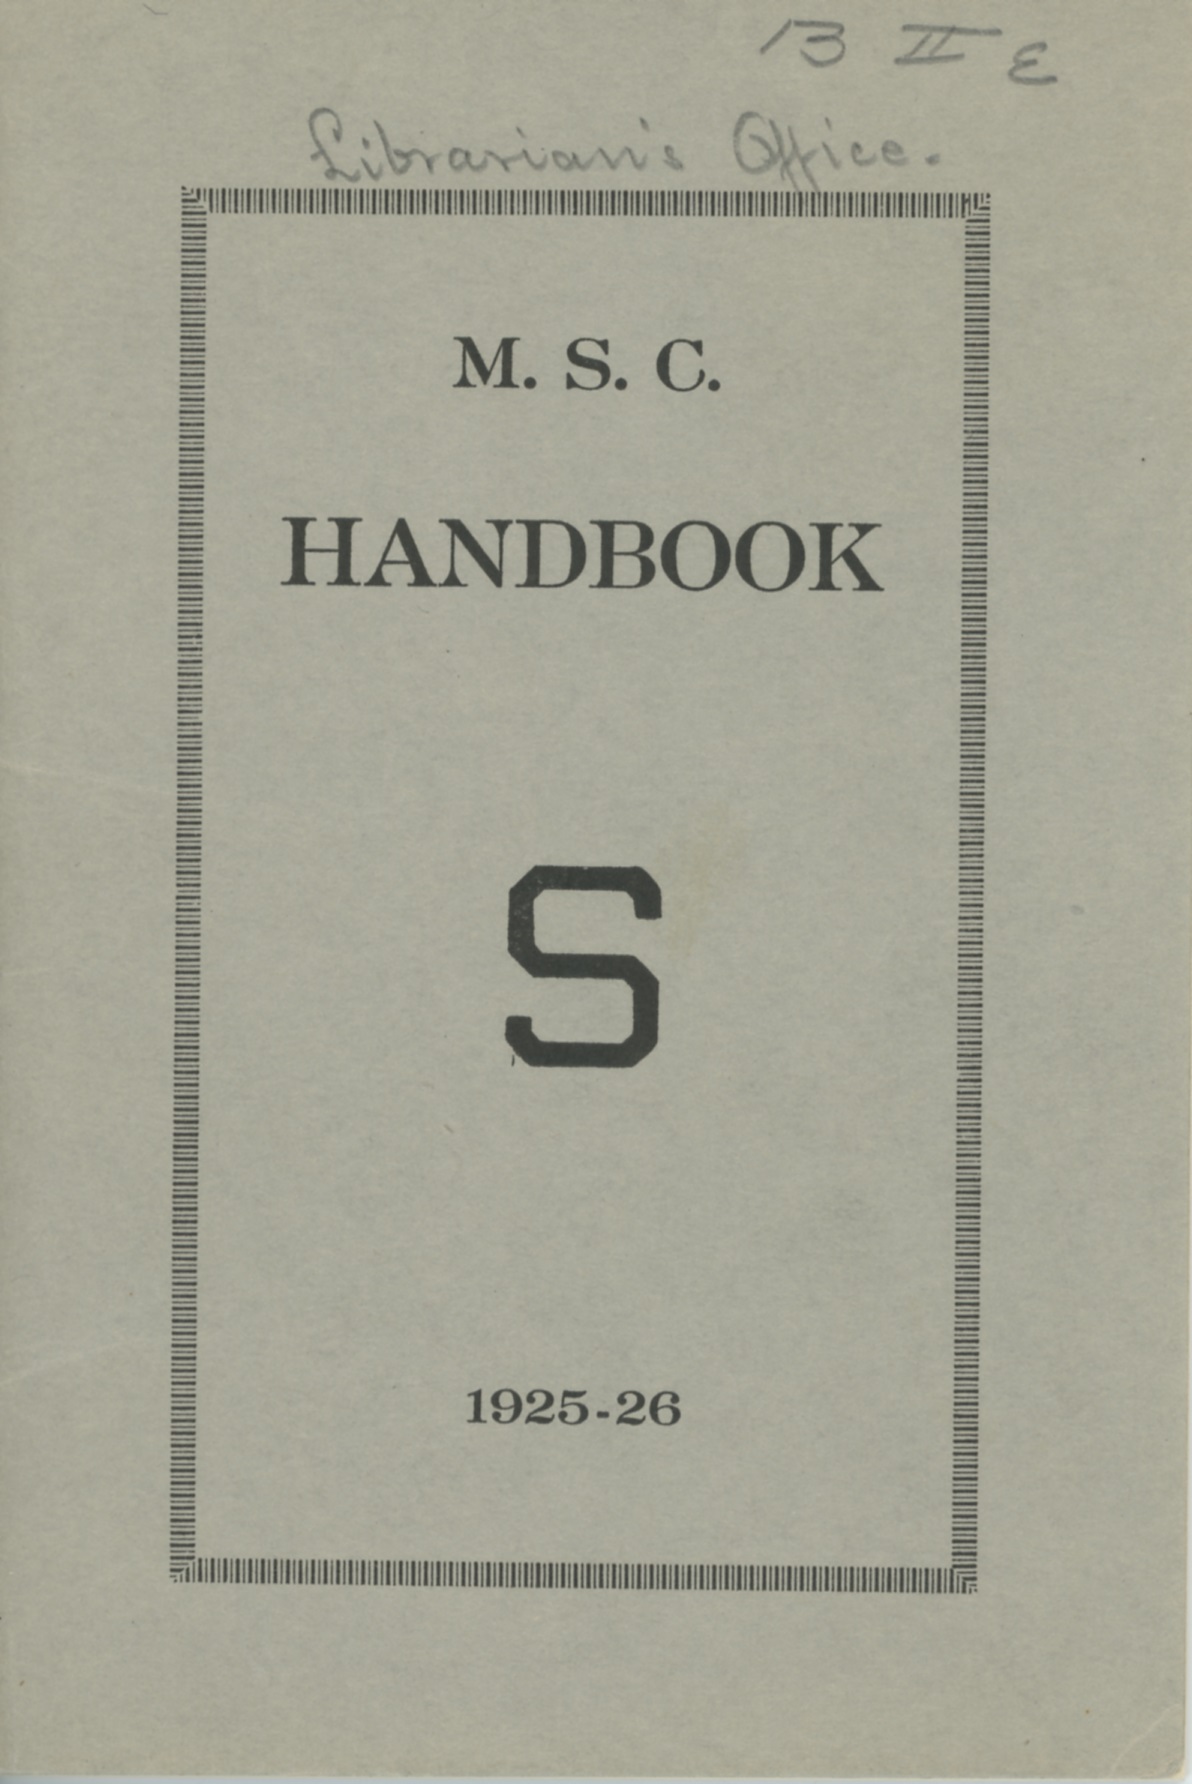 13 II E
Librarian's Office.
M. S. C.
HANDBOOK
S
1925-26